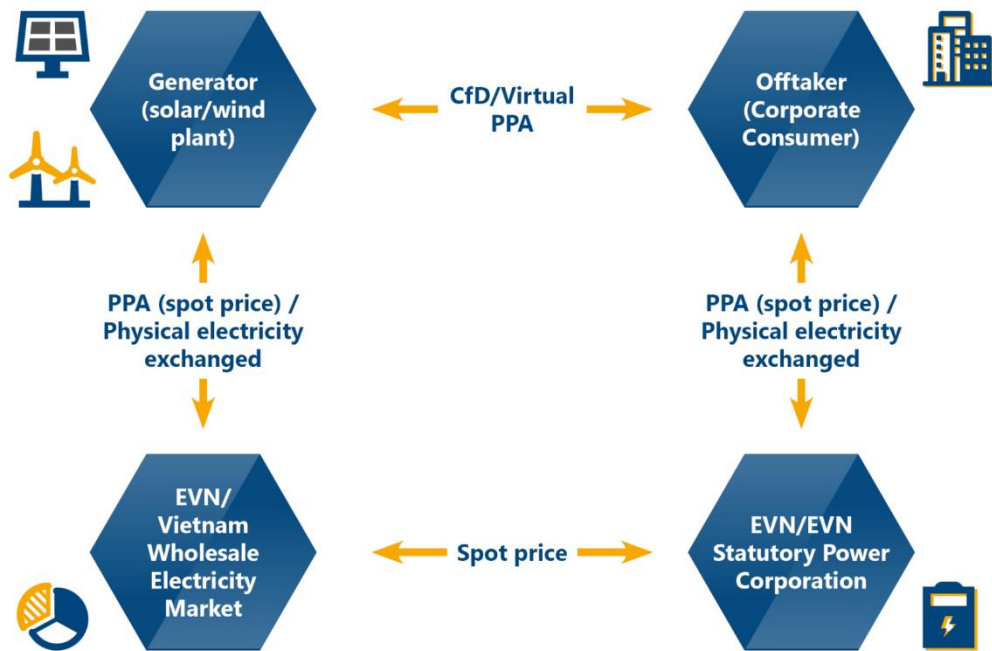 Generator
(solar/wind
plant)
CfD/Virtual
PPA
Offtaker
(Corporate
Consumer)
PPA (spot price) /
Physical electricity
exchanged
PPA (spot price) /
Physical electricity
exchanged
EVN/
Vietnam
Wholesale
Electricity
Market
Spot price
EVN/EVN
Statutory Power
Corporation